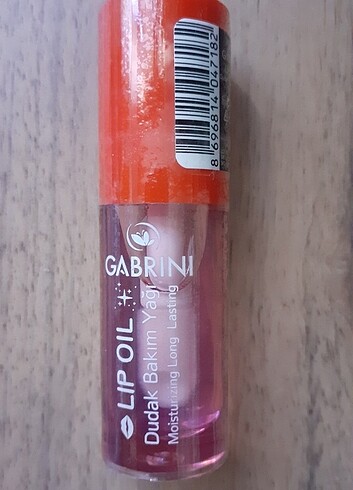 8 696814 047182
GABRINI
LIP OIL
Dudak Bakım Yağı
Moisturizing Long Lasting